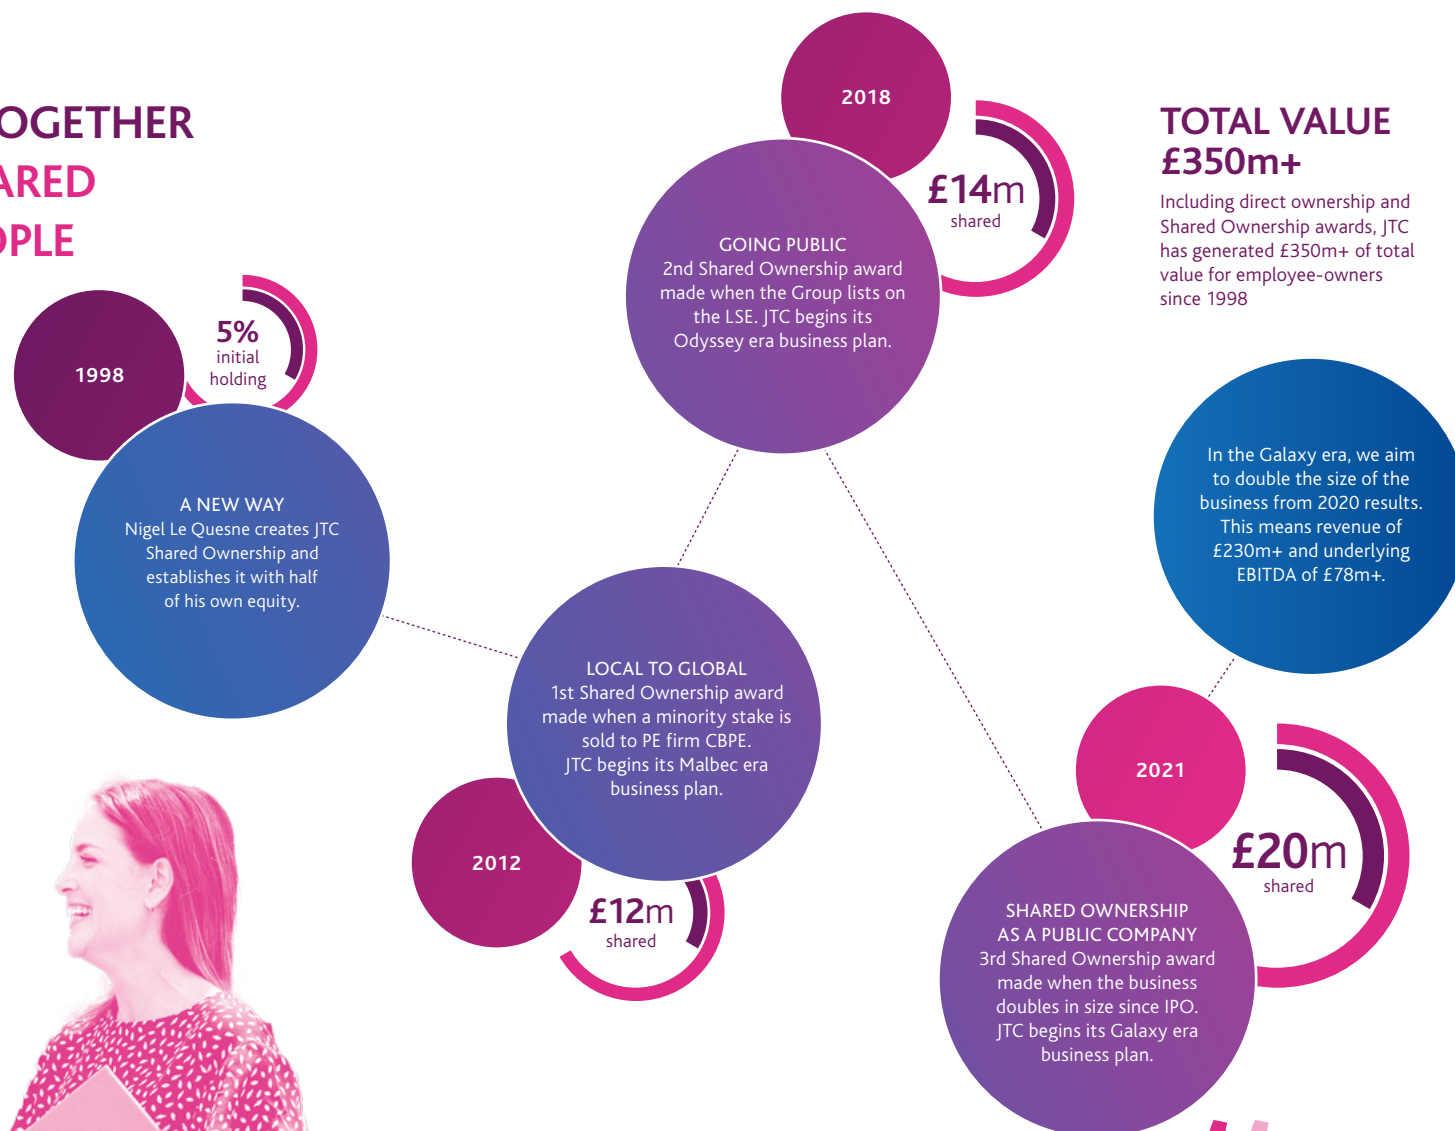 OGETHER
ARED
OPLE
1998
5%
initial
holding
A NEW WAY
Nigel Le Quesne creates JTC
Shared Ownership and
establishes it with half
of his own equity.
2012
LOCAL TO GLOBAL
1st Shared Ownership award
made when a minority stake is
sold to PE firm CBPE.
JTC begins its Malbec era
business plan.
£12m
shared
2018
£14m
shared
GOING PUBLIC
2nd Shared Ownership award
made when the Group lists on
the LSE. JTC begins its
Odyssey era business plan.
2021
£20m
shared
SHARED OWNERSHIP
AS A PUBLIC COMPANY
3rd Shared Ownership award
made when the business
doubles in size since IPO.
JTC begins its Galaxy era
business plan.
In the Galaxy era, we aim
to double the size of the
business from 2020 results.
This means revenue of
£230m+ and underlying
EBITDA of £78m+.
TOTAL VALUE
£350m+
Including direct ownership and
Shared Ownership awards, JTC
has generated £350m+ of total
value for employee-owners
since 1998